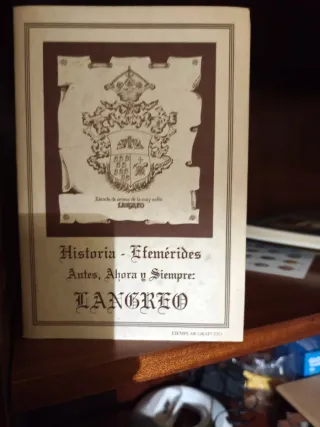 Escudo de armas de la muy noble
LANGREO
Historia - Efemérides
Antes, Ahora y Siempre:
LANGREO
EJEMPLAR GRATUITO